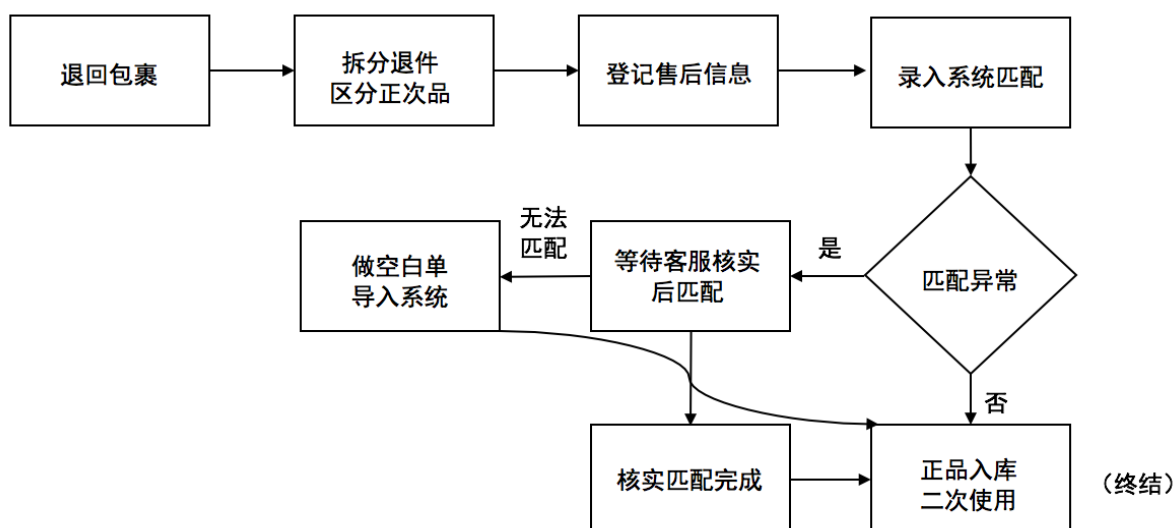 退回包裹
拆分退件
区分正次品
登记售后信息
录入系统匹配
无法
匹配
做空白单
导入系统
等待客服核实
后匹配
是
匹配异常
否
核实匹配完成
正品入库
二次使用
（终结）